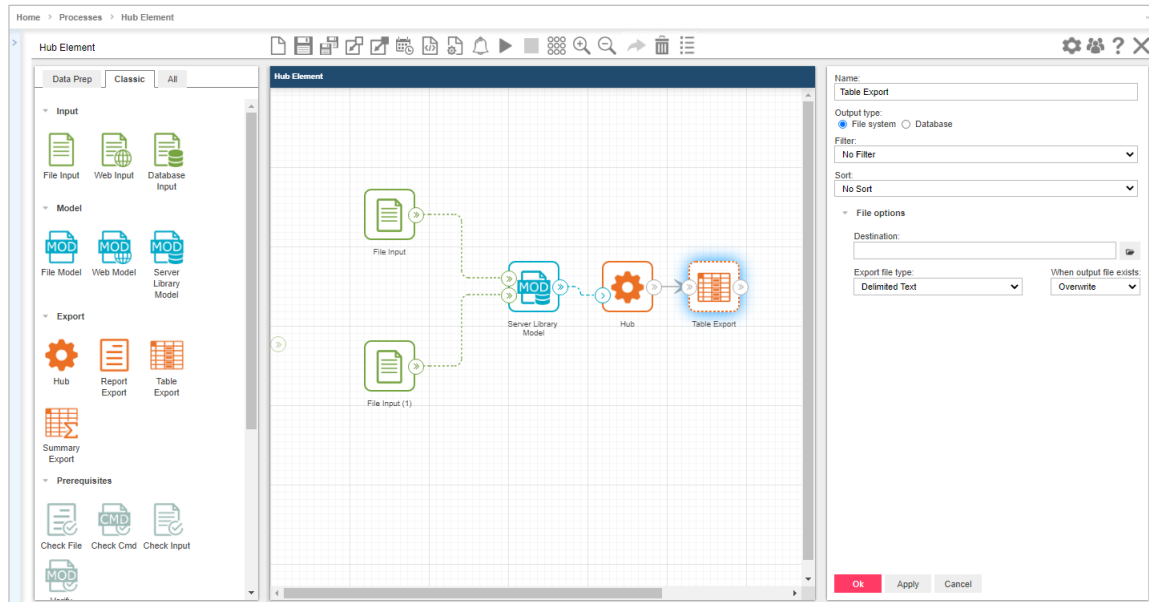 Home > Processes > Hub Element
Hub Element
Data Prep Classic All
Input
File Input Web Input Database Input
Model
MOD MOD MOD
File Model Web Model Server Library Model
Export
Hub Report Export Table Export
Summary Export
Prerequisites
CMD
Check File Check Cmd Check Input
MOD
Hub Element
File Input
MOD
Server Library Model
Hub
Table Export
File Input (1)
Name:
Table Export
Output type:
File system Database
Filter:
No Filter
Sort:
No Sort
File options
Destination:
Export file type: When output file exists:
Delimited Text Overwrite
Ok Apply Cancel